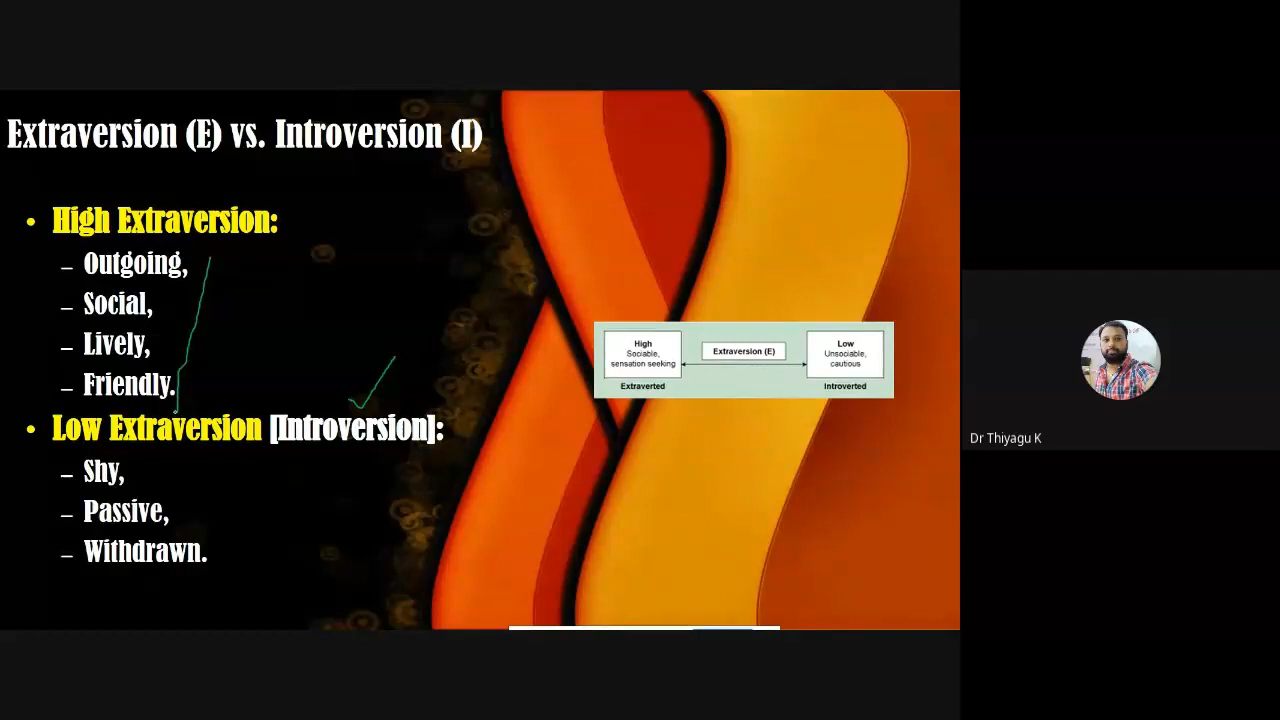 Extraversion (E) vs. Introversion (I)
• High Extraversion:
– Outgoing,
– Social,
– Lively,
– Friendly.
• Low Extraversion [Introversion]:
– Shy,
– Passive,
– Withdrawn.
High
Sociable,
sensation seeking
Extraverted
Extraversion (E)
Low
Unsociable,
cautious
Introverted
Dr Thiyagu K